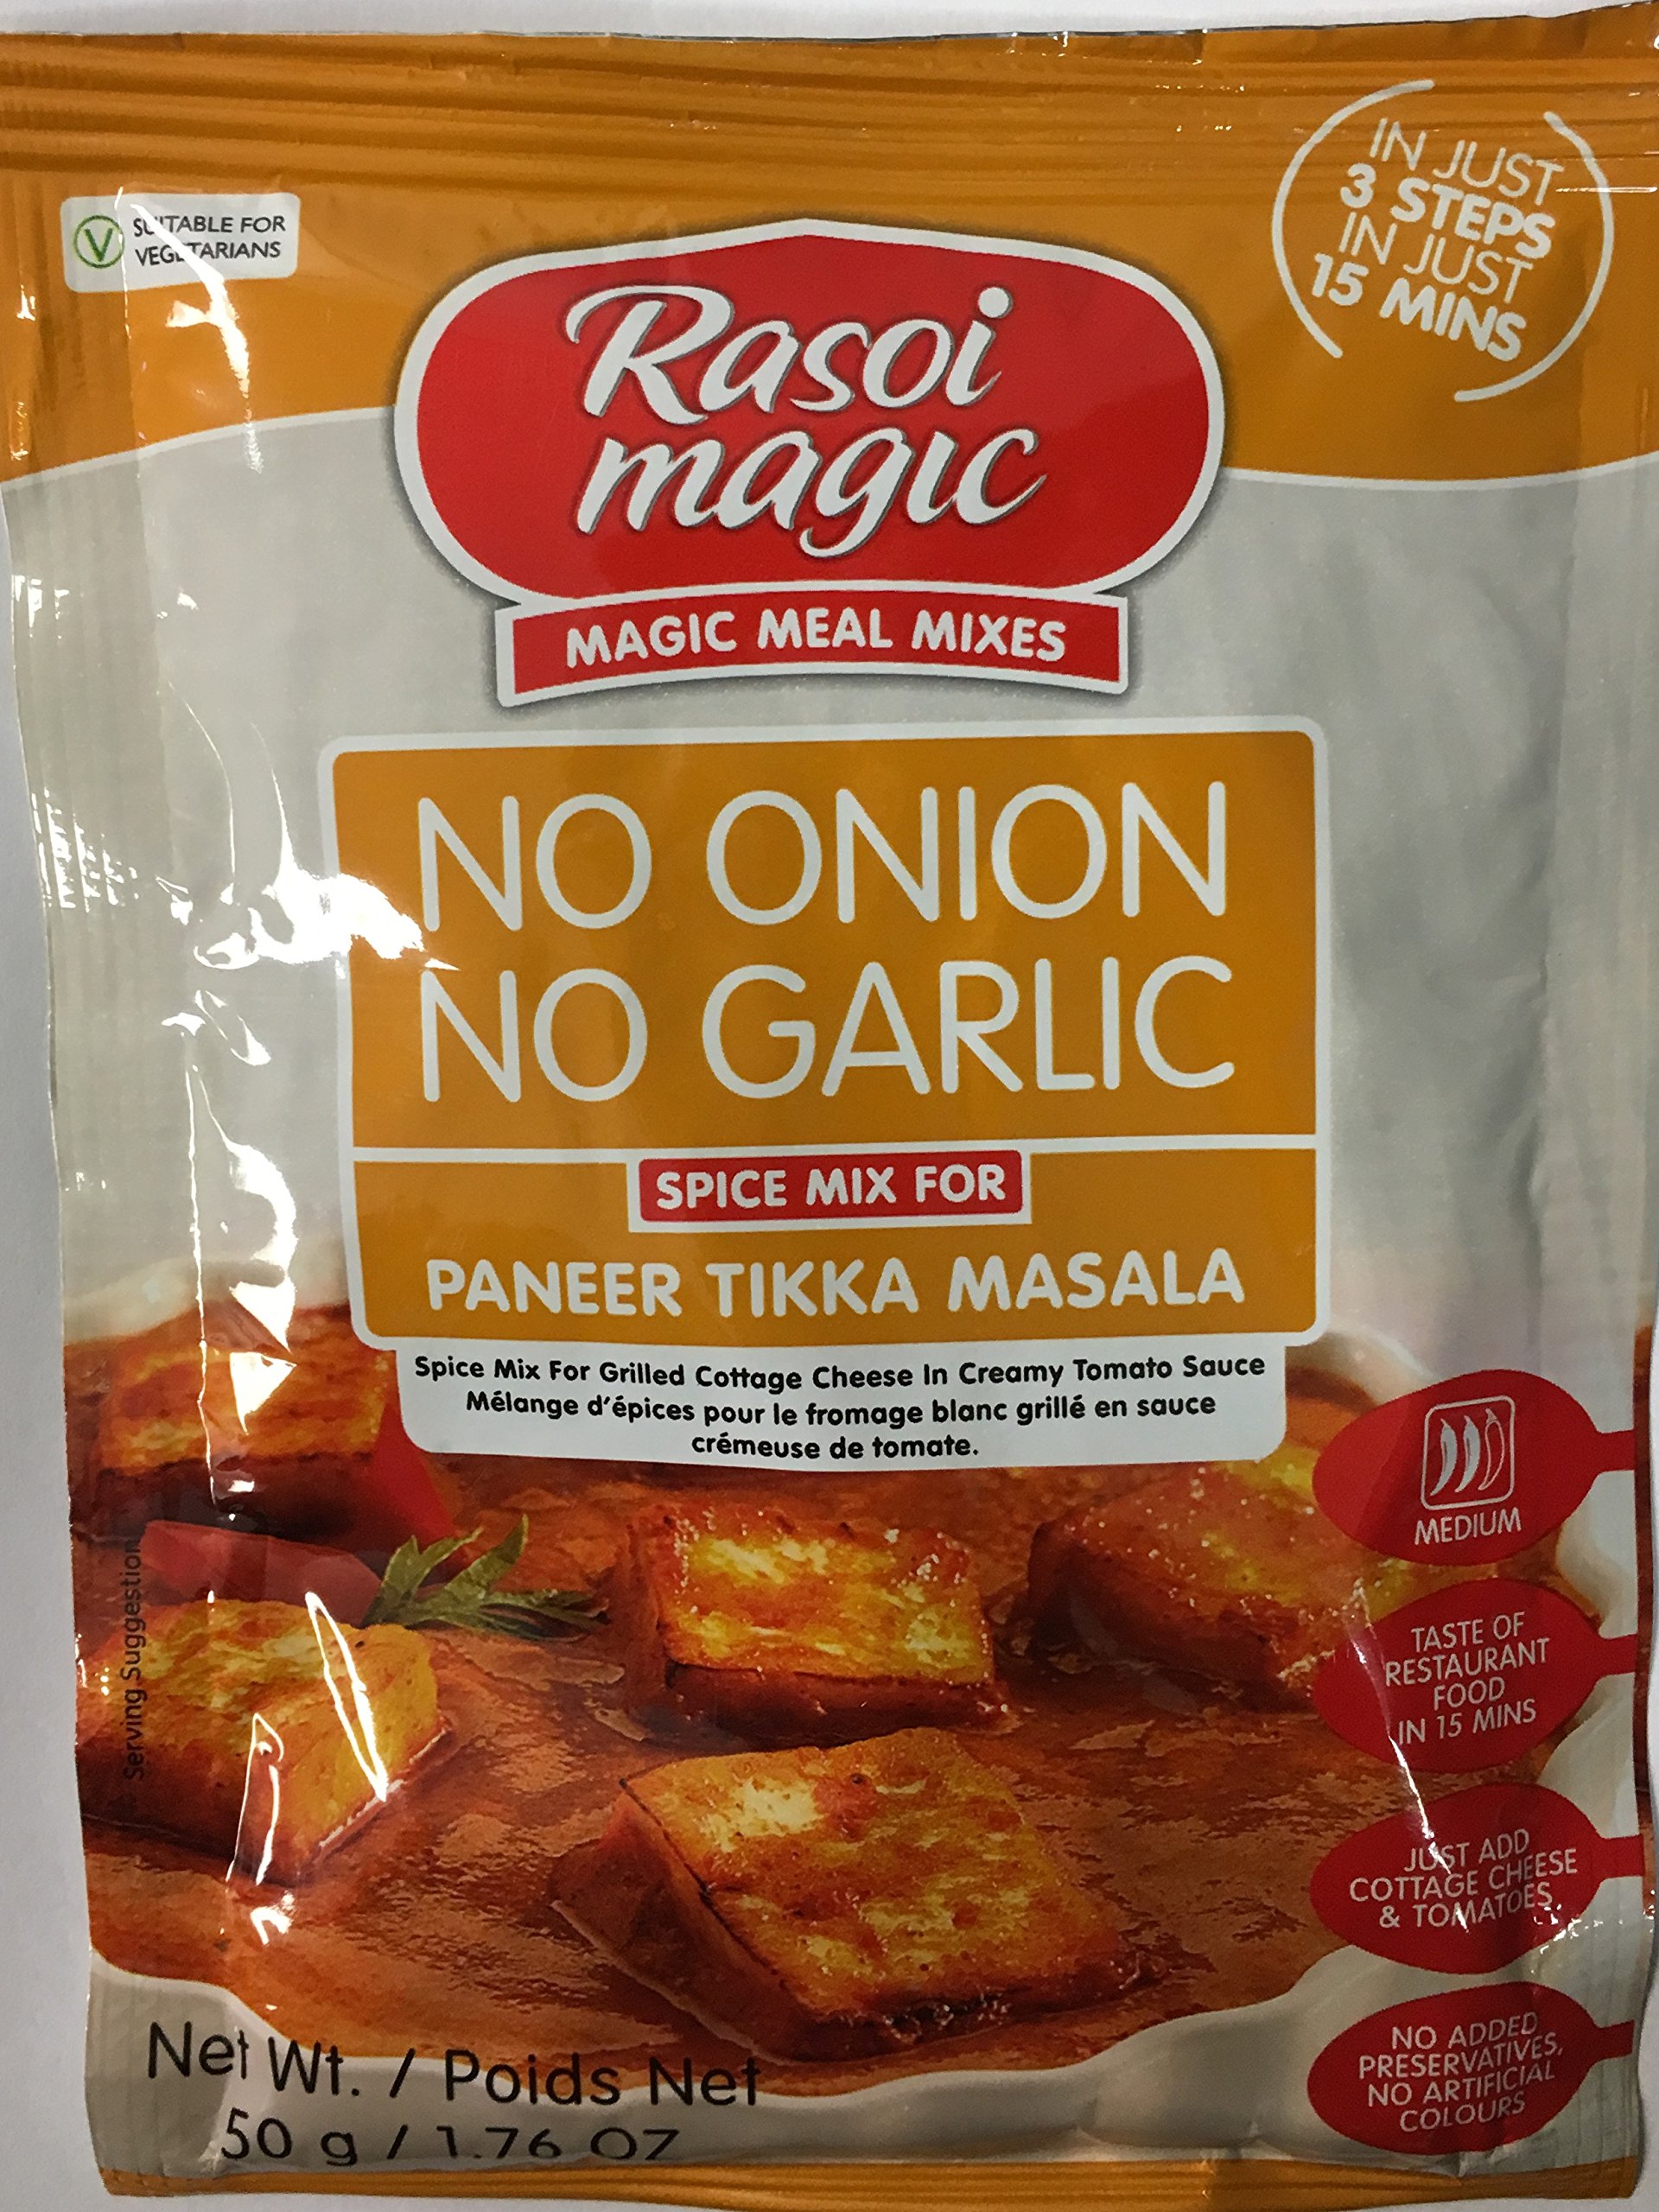 SUITABLE FOR
VEGETARIANS
IN JUST
3 STEPS
IN JUST
15 MINS
Rasoi
magic
MAGIC MEAL MIXES
NO ONION
NO GARLIC
SPICE MIX FOR
PANEER TIKKA MASALA
Spice Mix For Grilled Cottage Cheese In Creamy Tomato Sauce
Mélange d'épices pour le fromage blanc grillé en sauce
crémeuse de tomate.
MEDIUM
TASTE OF
RESTAURANT
FOOD
IN 15 MINS
JUST ADD
COTTAGE CHEESE
& TOMATOES
NO ADDED
PRESERVATIVES,
NO ARTIFICIAL
COLOURS
Serving Suggestion
Net Wt. / Poids Net
50 g / 1.76 OZ